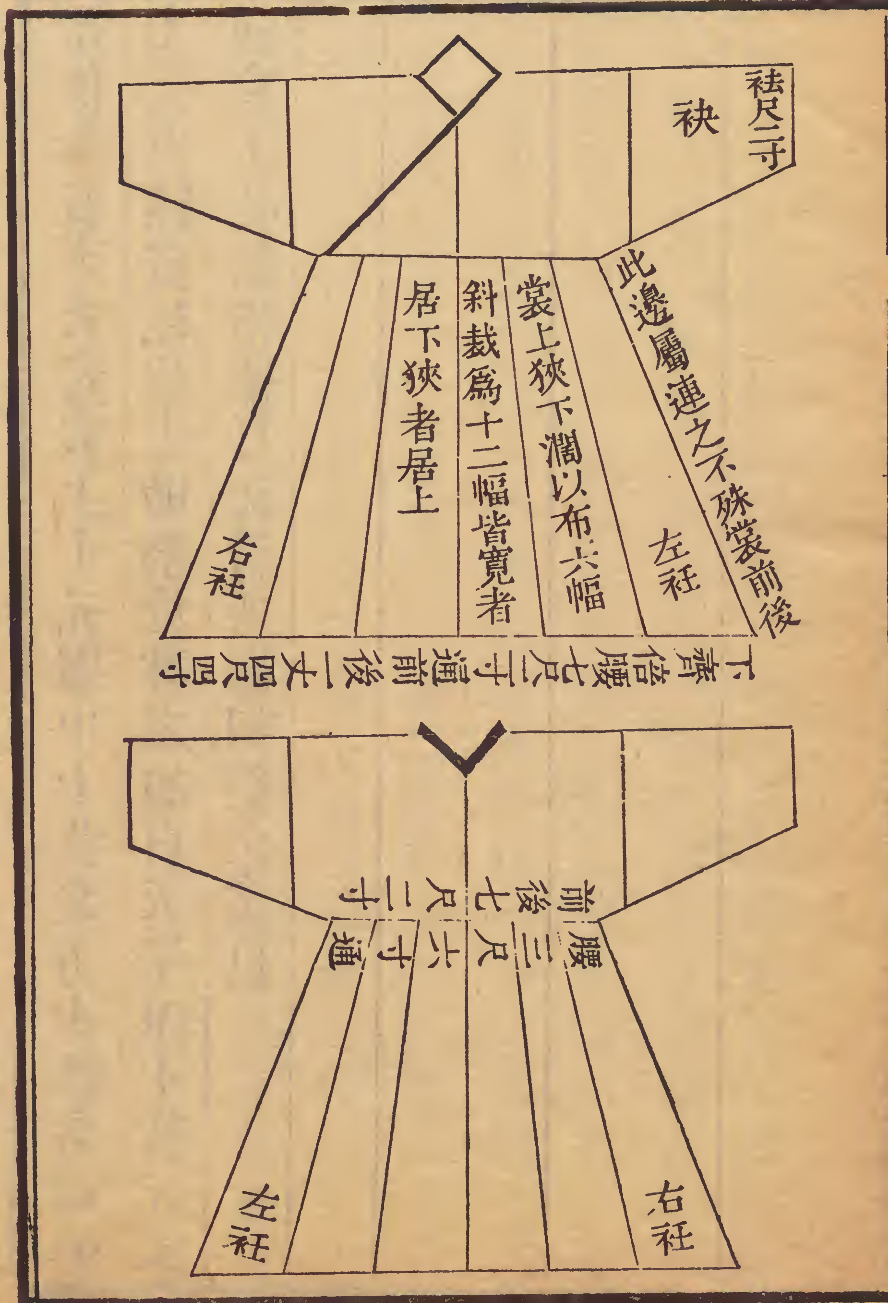 袪尺二寸
袂
此邊屬連之不殊裳前後
左衽
裳上狹下濶以布六幅
斜裁爲十二幅皆寬者
居下狹者居上
右衽
下齊倍腰七尺二寸通前後一丈四尺四寸
腰三尺六寸通
前後七尺二寸
右衽
左衽